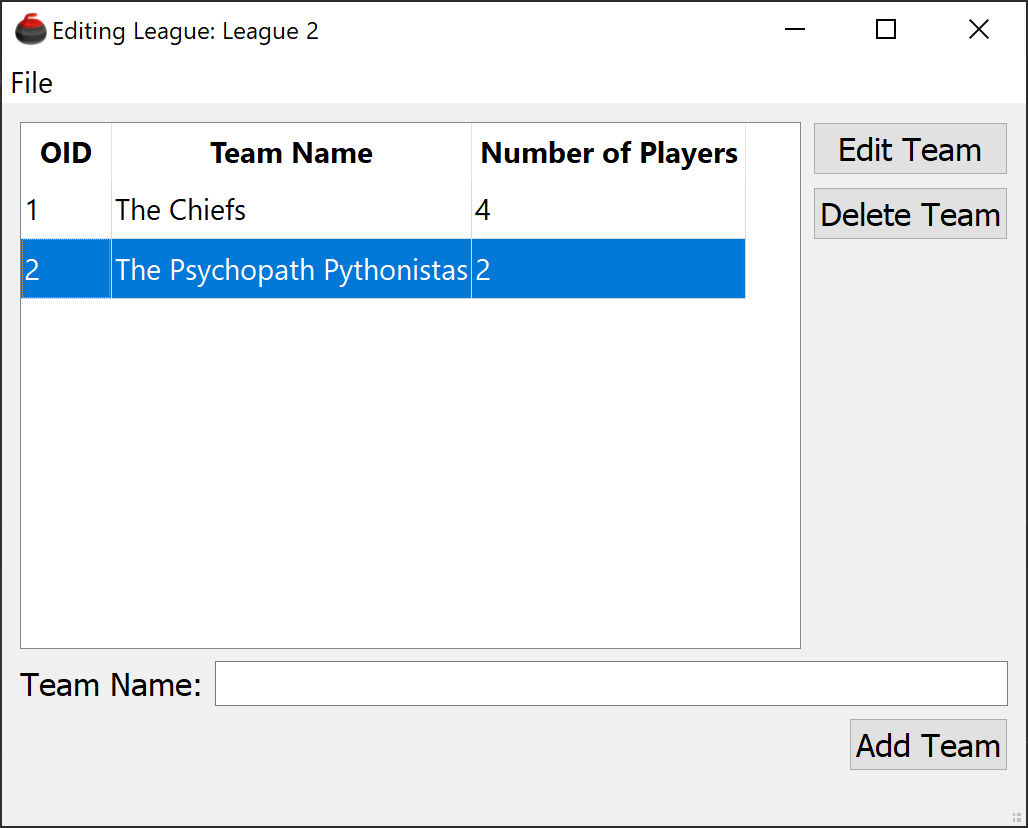 Editing League: League 2
File
OID Team Name Number of Players
1 The Chiefs 4
2 The Psychopath Pythonistas 2
Edit Team
Delete Team
Team Name:
Add Team